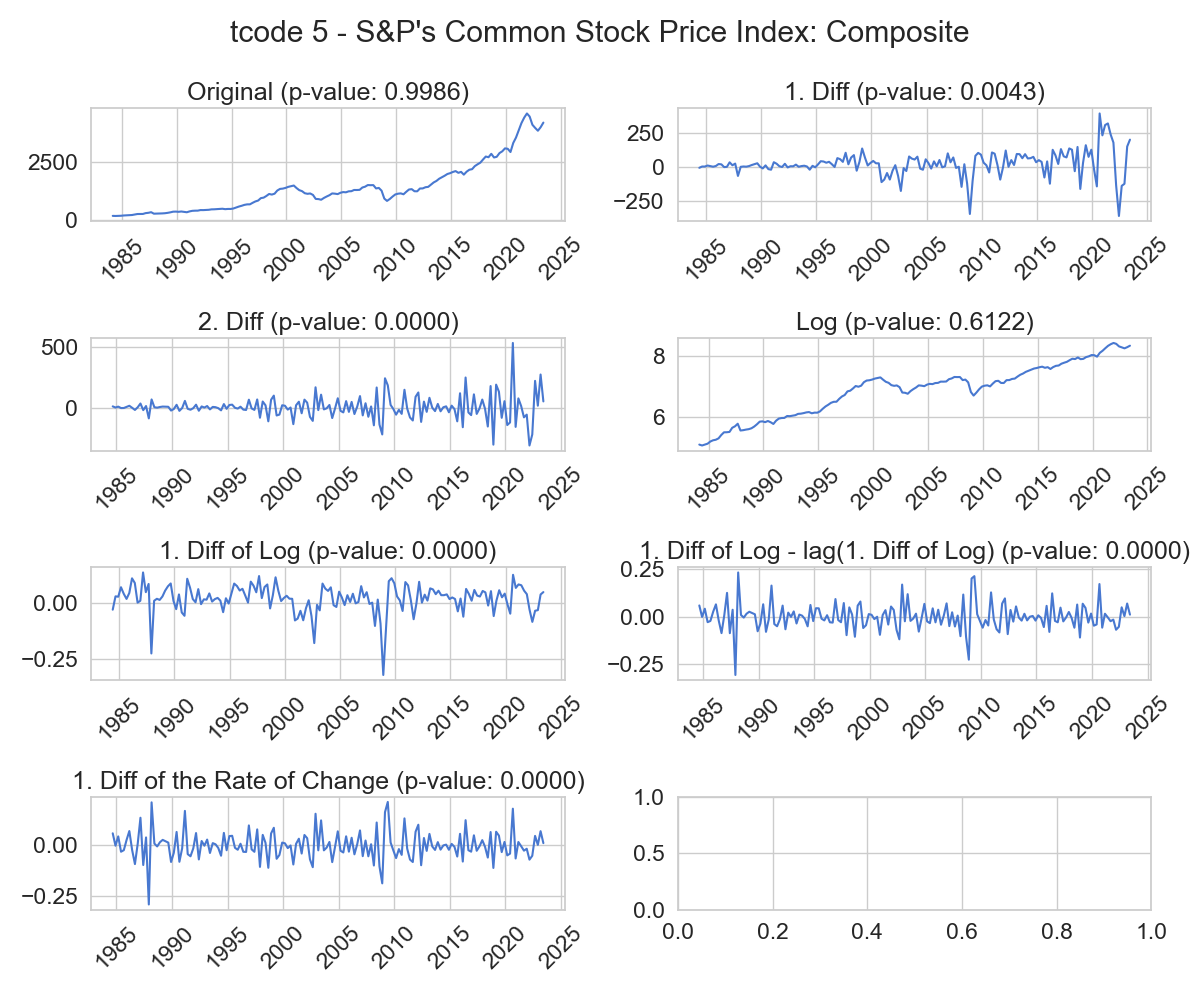 tcode 5 - S&P's Common Stock Price Index: Composite
Original (p-value: 0.9986)
2500
0
1985 1990 1995 2000 2005 2010 2015 2020 2025
1. Diff (p-value: 0.0043)
250
0
−250
1985 1990 1995 2000 2005 2010 2015 2020 2025
2. Diff (p-value: 0.0000)
500
0
1985 1990 1995 2000 2005 2010 2015 2020 2025
Log (p-value: 0.6122)
8
6
1985 1990 1995 2000 2005 2010 2015 2020 2025
1. Diff of Log (p-value: 0.0000)
0.00
−0.25
1985 1990 1995 2000 2005 2010 2015 2020 2025
1. Diff of Log - lag(1. Diff of Log) (p-value: 0.0000)
0.25
0.00
−0.25
1985 1990 1995 2000 2005 2010 2015 2020 2025
1. Diff of the Rate of Change (p-value: 0.0000)
0.00
−0.25
1985 1990 1995 2000 2005 2010 2015 2020 2025
1.0
0.5
0.0
0.0 0.2 0.4 0.6 0.8 1.0